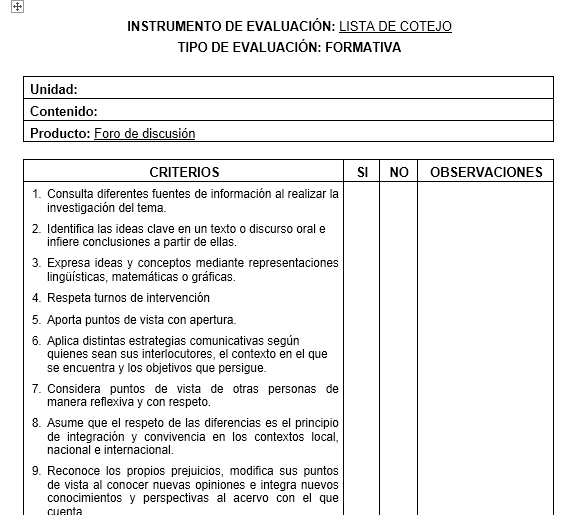 INSTRUMENTO DE EVALUACIÓN: LISTA DE COTEJO
TIPO DE EVALUACIÓN: FORMATIVA
Unidad:
Contenido:
Producto: Foro de discusión
CRITERIOS SI NO OBSERVACIONES
1. Consulta diferentes fuentes de información al realizar la
investigación del tema.
2. Identifica las ideas clave en un texto o discurso oral e
infiere conclusiones a partir de ellas.
3. Expresa ideas y conceptos mediante representaciones
lingüísticas, matemáticas o gráficas.
4. Respeta turnos de intervención
5. Aporta puntos de vista con apertura.
6. Aplica distintas estrategias comunicativas según
quienes sean sus interlocutores, el contexto en el que
se encuentra y los objetivos que persigue.
7. Considera puntos de vista de otras personas de
manera reflexiva y con respeto.
8. Asume que el respeto de las diferencias es el principio
de integración y convivencia en los contextos local,
nacional e internacional.
9. Reconoce los propios prejuicios, modifica sus puntos
de vista al conocer nuevas opiniones e integra nuevos
conocimientos y perspectivas al acervo con el que
cuenta